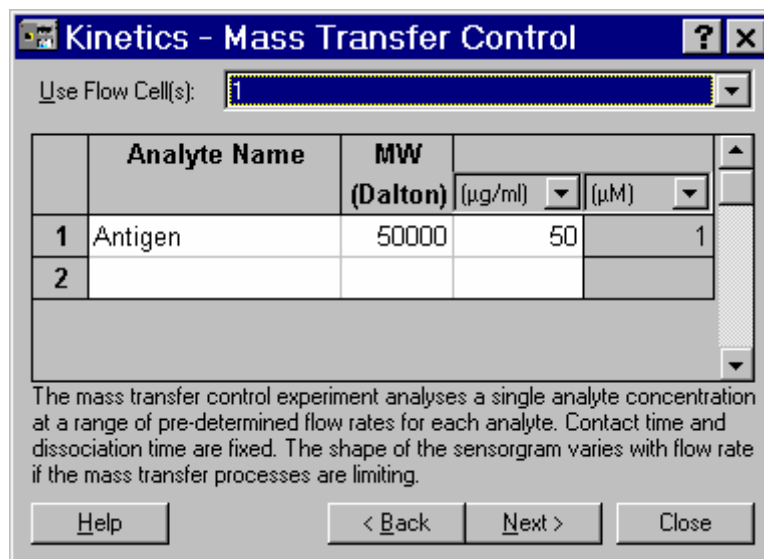 Kinetics - Mass Transfer Control
Use Flow Cell(s): 1
Analyte Name MW
(Dalton) (µg/ml) (µM)
1 Antigen 50000 50 1
2
The mass transfer control experiment analyses a single analyte concentration
at a range of pre-determined flow rates for each analyte. Contact time and
dissociation time are fixed. The shape of the sensorgram varies with flow rate
if the mass transfer processes are limiting.
Help < Back Next > Close